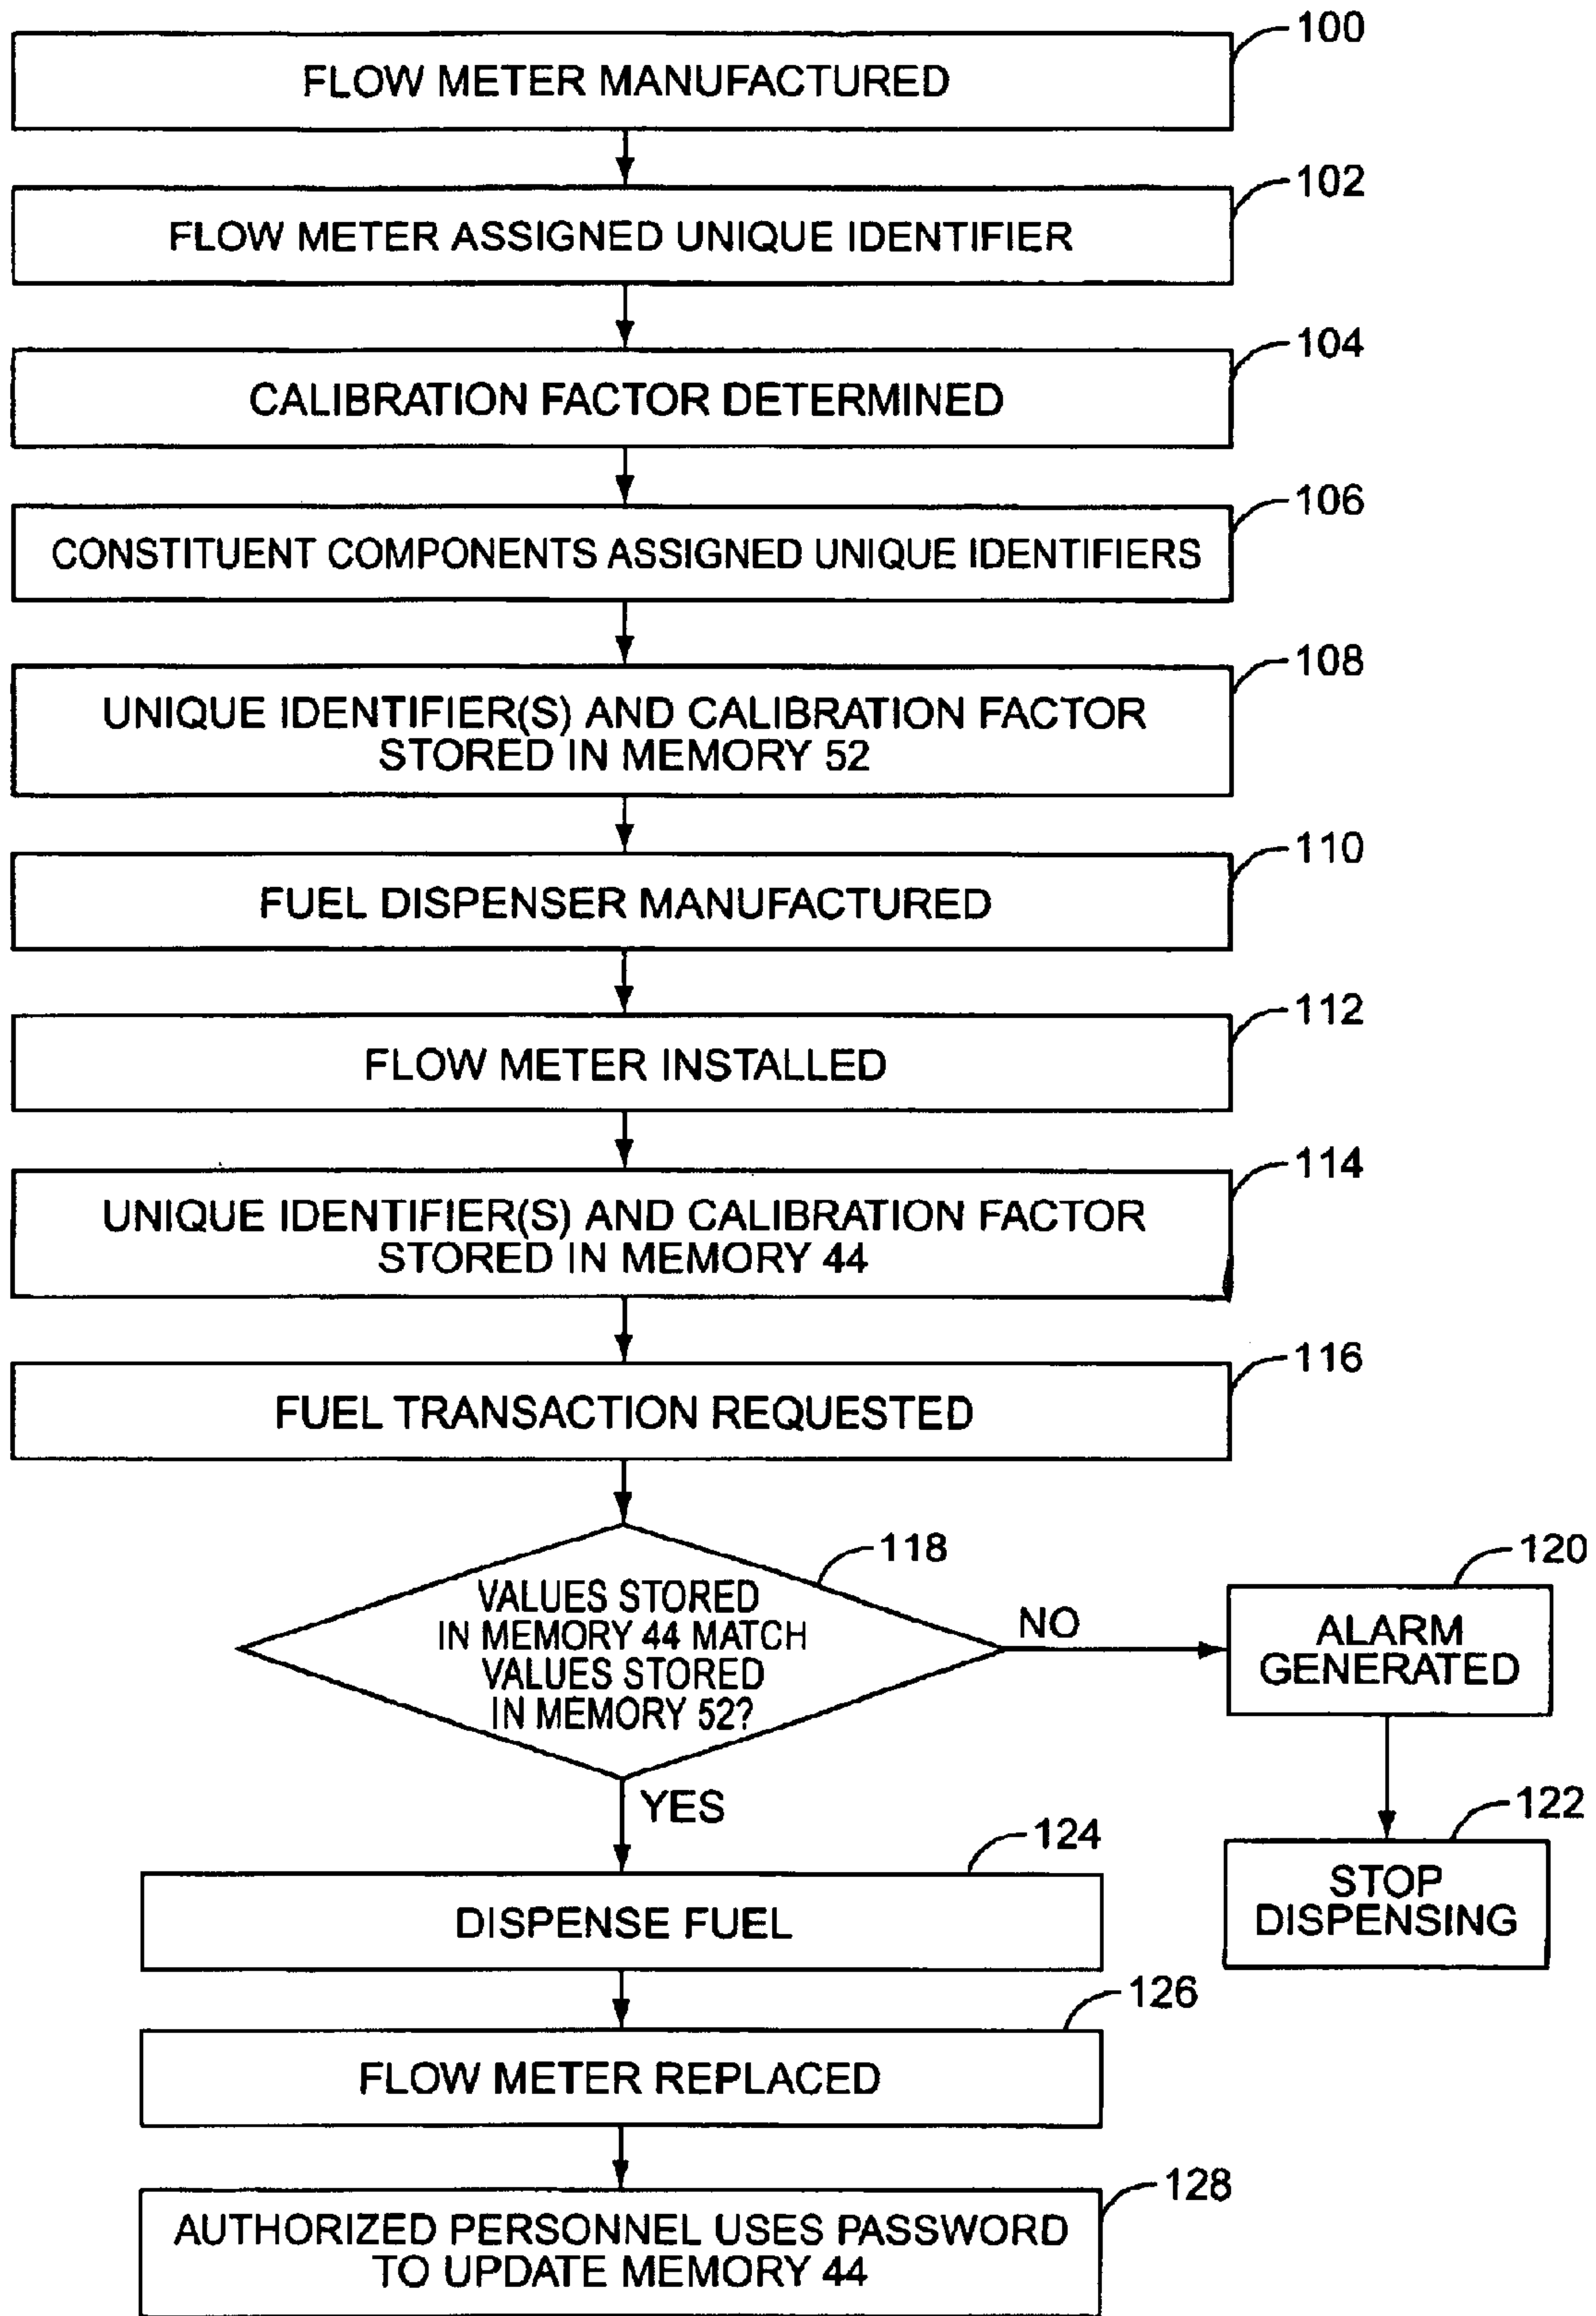 100
FLOW METER MANUFACTURED
102
FLOW METER ASSIGNED UNIQUE IDENTIFIER
104
CALIBRATION FACTOR DETERMINED
106
CONSTITUENT COMPONENTS ASSIGNED UNIQUE IDENTIFIERS
108
UNIQUE IDENTIFIER(S) AND CALIBRATION FACTOR
STORED IN MEMORY 52
110
FUEL DISPENSER MANUFACTURED
112
FLOW METER INSTALLED
114
UNIQUE IDENTIFIER(S) AND CALIBRATION FACTOR
STORED IN MEMORY 44
116
FUEL TRANSACTION REQUESTED
118
VALUES STORED
IN MEMORY 44 MATCH
VALUES STORED
IN MEMORY 52?
NO
120
ALARM
GENERATED
122
STOP
DISPENSING
YES
124
DISPENSE FUEL
126
FLOW METER REPLACED
128
AUTHORIZED PERSONNEL USES PASSWORD
TO UPDATE MEMORY 44